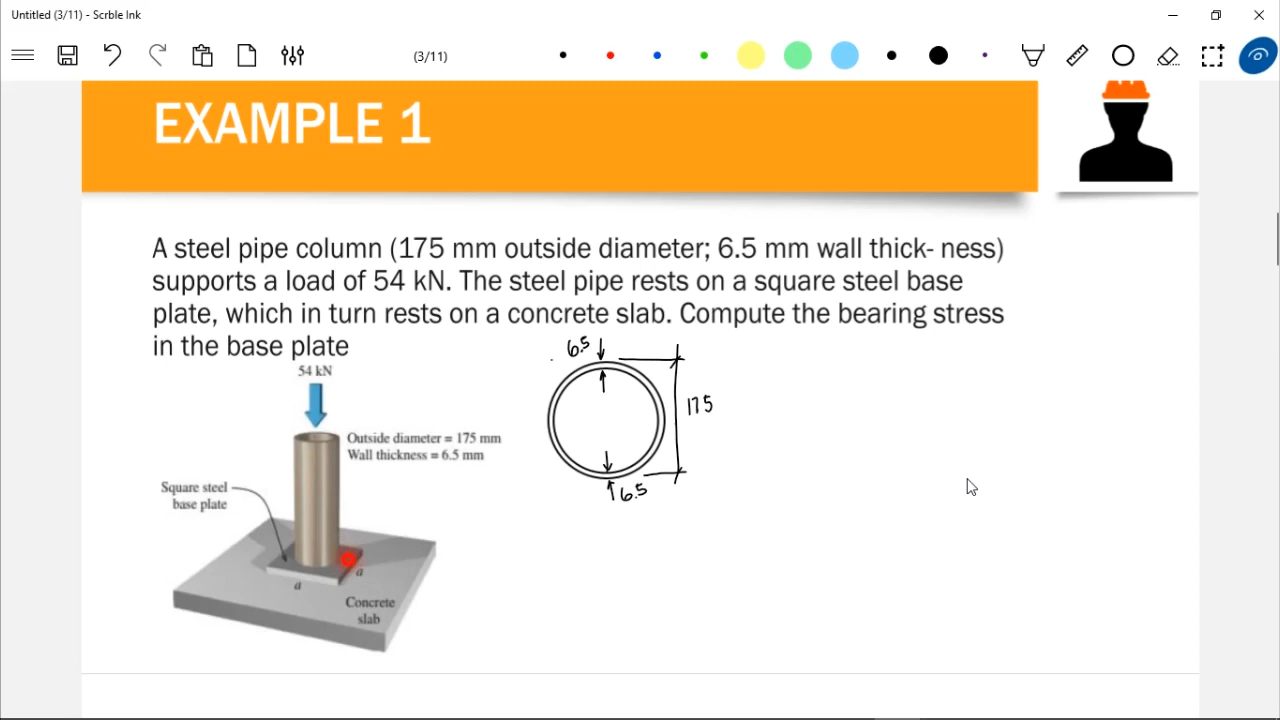 Untitled (3/11) - Scrble Ink
(3/11)
EXAMPLE 1
A steel pipe column (175 mm outside diameter; 6.5 mm wall thick- ness)
supports a load of 54 kN. The steel pipe rests on a square steel base
plate, which in turn rests on a concrete slab. Compute the bearing stress
in the base plate
54 kN
Outside diameter = 175 mm
Wall thickness = 6.5 mm
Square steel
base plate
a
a
Concrete
slab
6.5
175
6.5